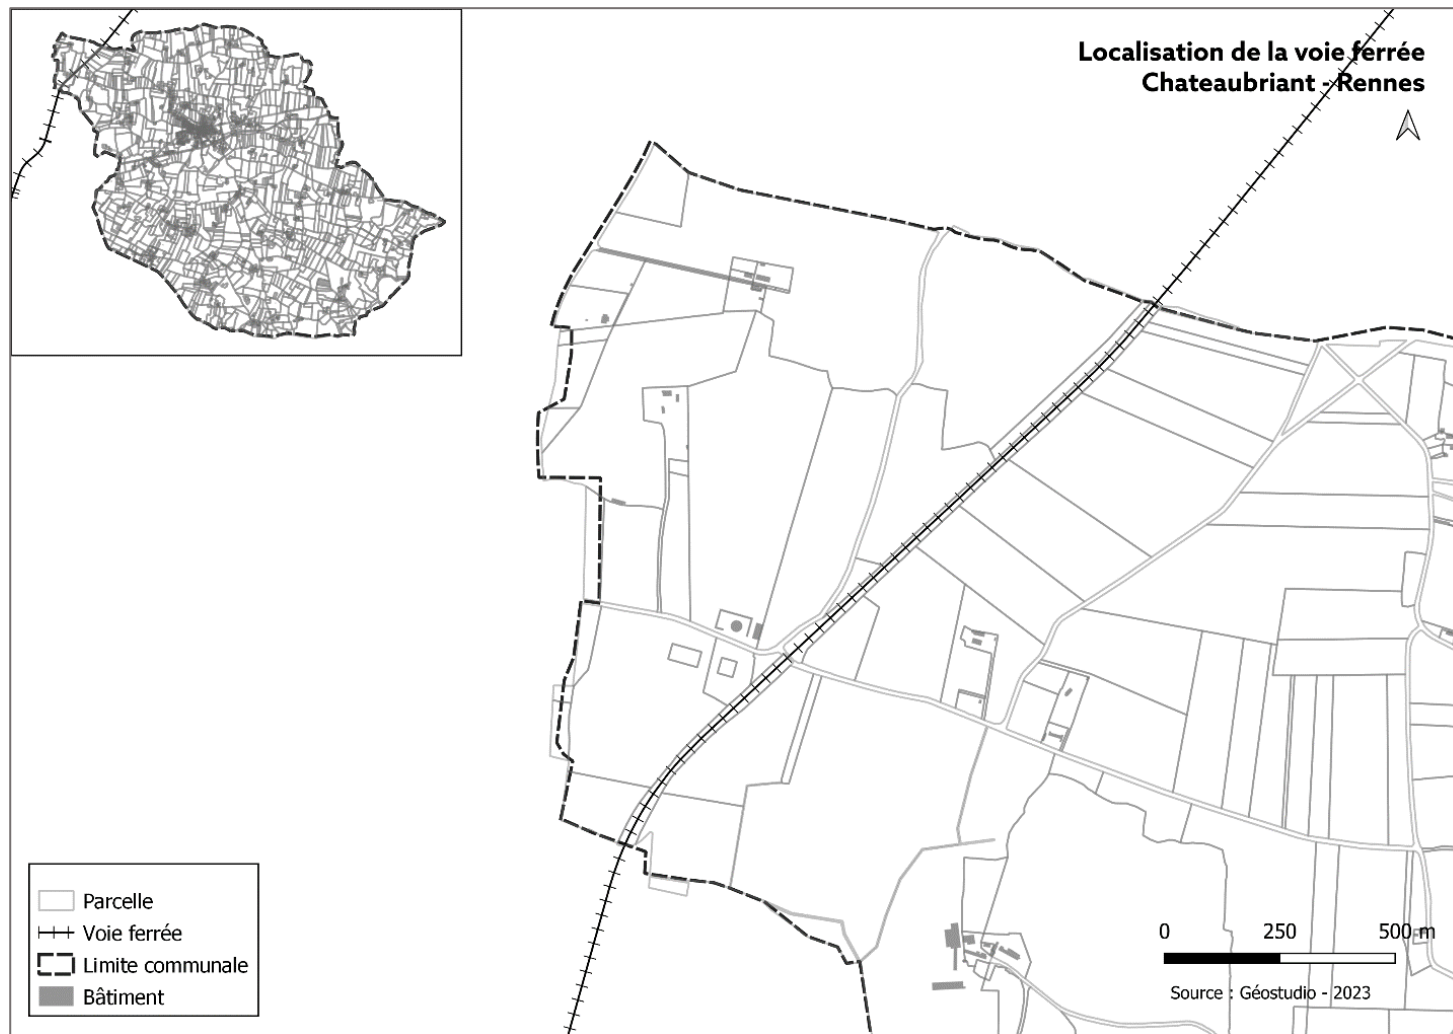 Localisation de la voie ferrée
Chateaubriant - Rennes
Parcelle
Voie ferrée
Limite communale
Bâtiment
0 250 500 m
Source : Géostudio - 2023